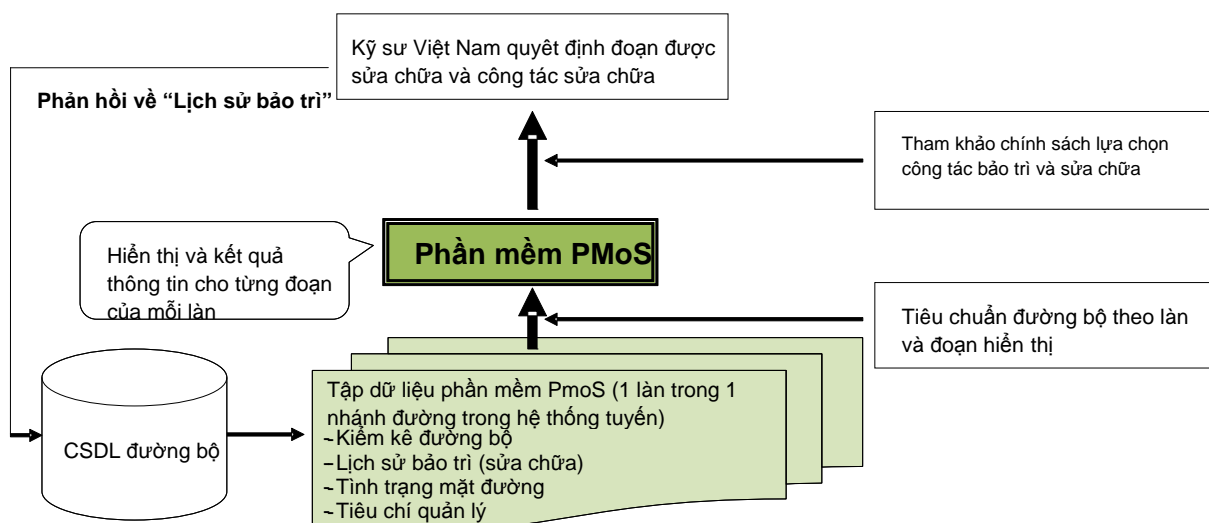 Kỹ sư Việt Nam quyết định đoạn được
sửa chữa và công tác sửa chữa
Phản hồi về “Lịch sử bảo trì”
Tham khảo chính sách lựa chọn
công tác bảo trì và sửa chữa
Phần mềm PMoS
Hiển thị và kết quả
thông tin cho từng đoạn
của mỗi làn
Tiêu chuẩn đường bộ theo làn
và đoạn hiển thị
CSDL đường bộ
Tập dữ liệu phần mềm PmoS (1 làn trong 1
nhánh đường trong hệ thống tuyến)
-Kiểm kê đường bộ
-Lịch sử bảo trì (sửa chữa)
-Tình trạng mặt đường
-Tiêu chí quản lý